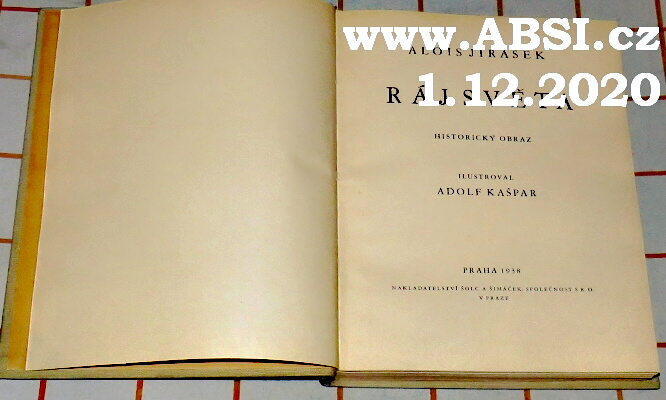 www.ABSI.cz
ALOIS JIRÁSEK
1.12.2020
RÁJ SVĚTA
HISTORICKÝ OBRAZ
ILUSTROVAL
ADOLF KAŠPAR
PRAHA 1938
NAKLADATELSTVÍ ŠOLC A ŠIMÁČEK, SPOLEČNOST S R. O.
V PRAZE